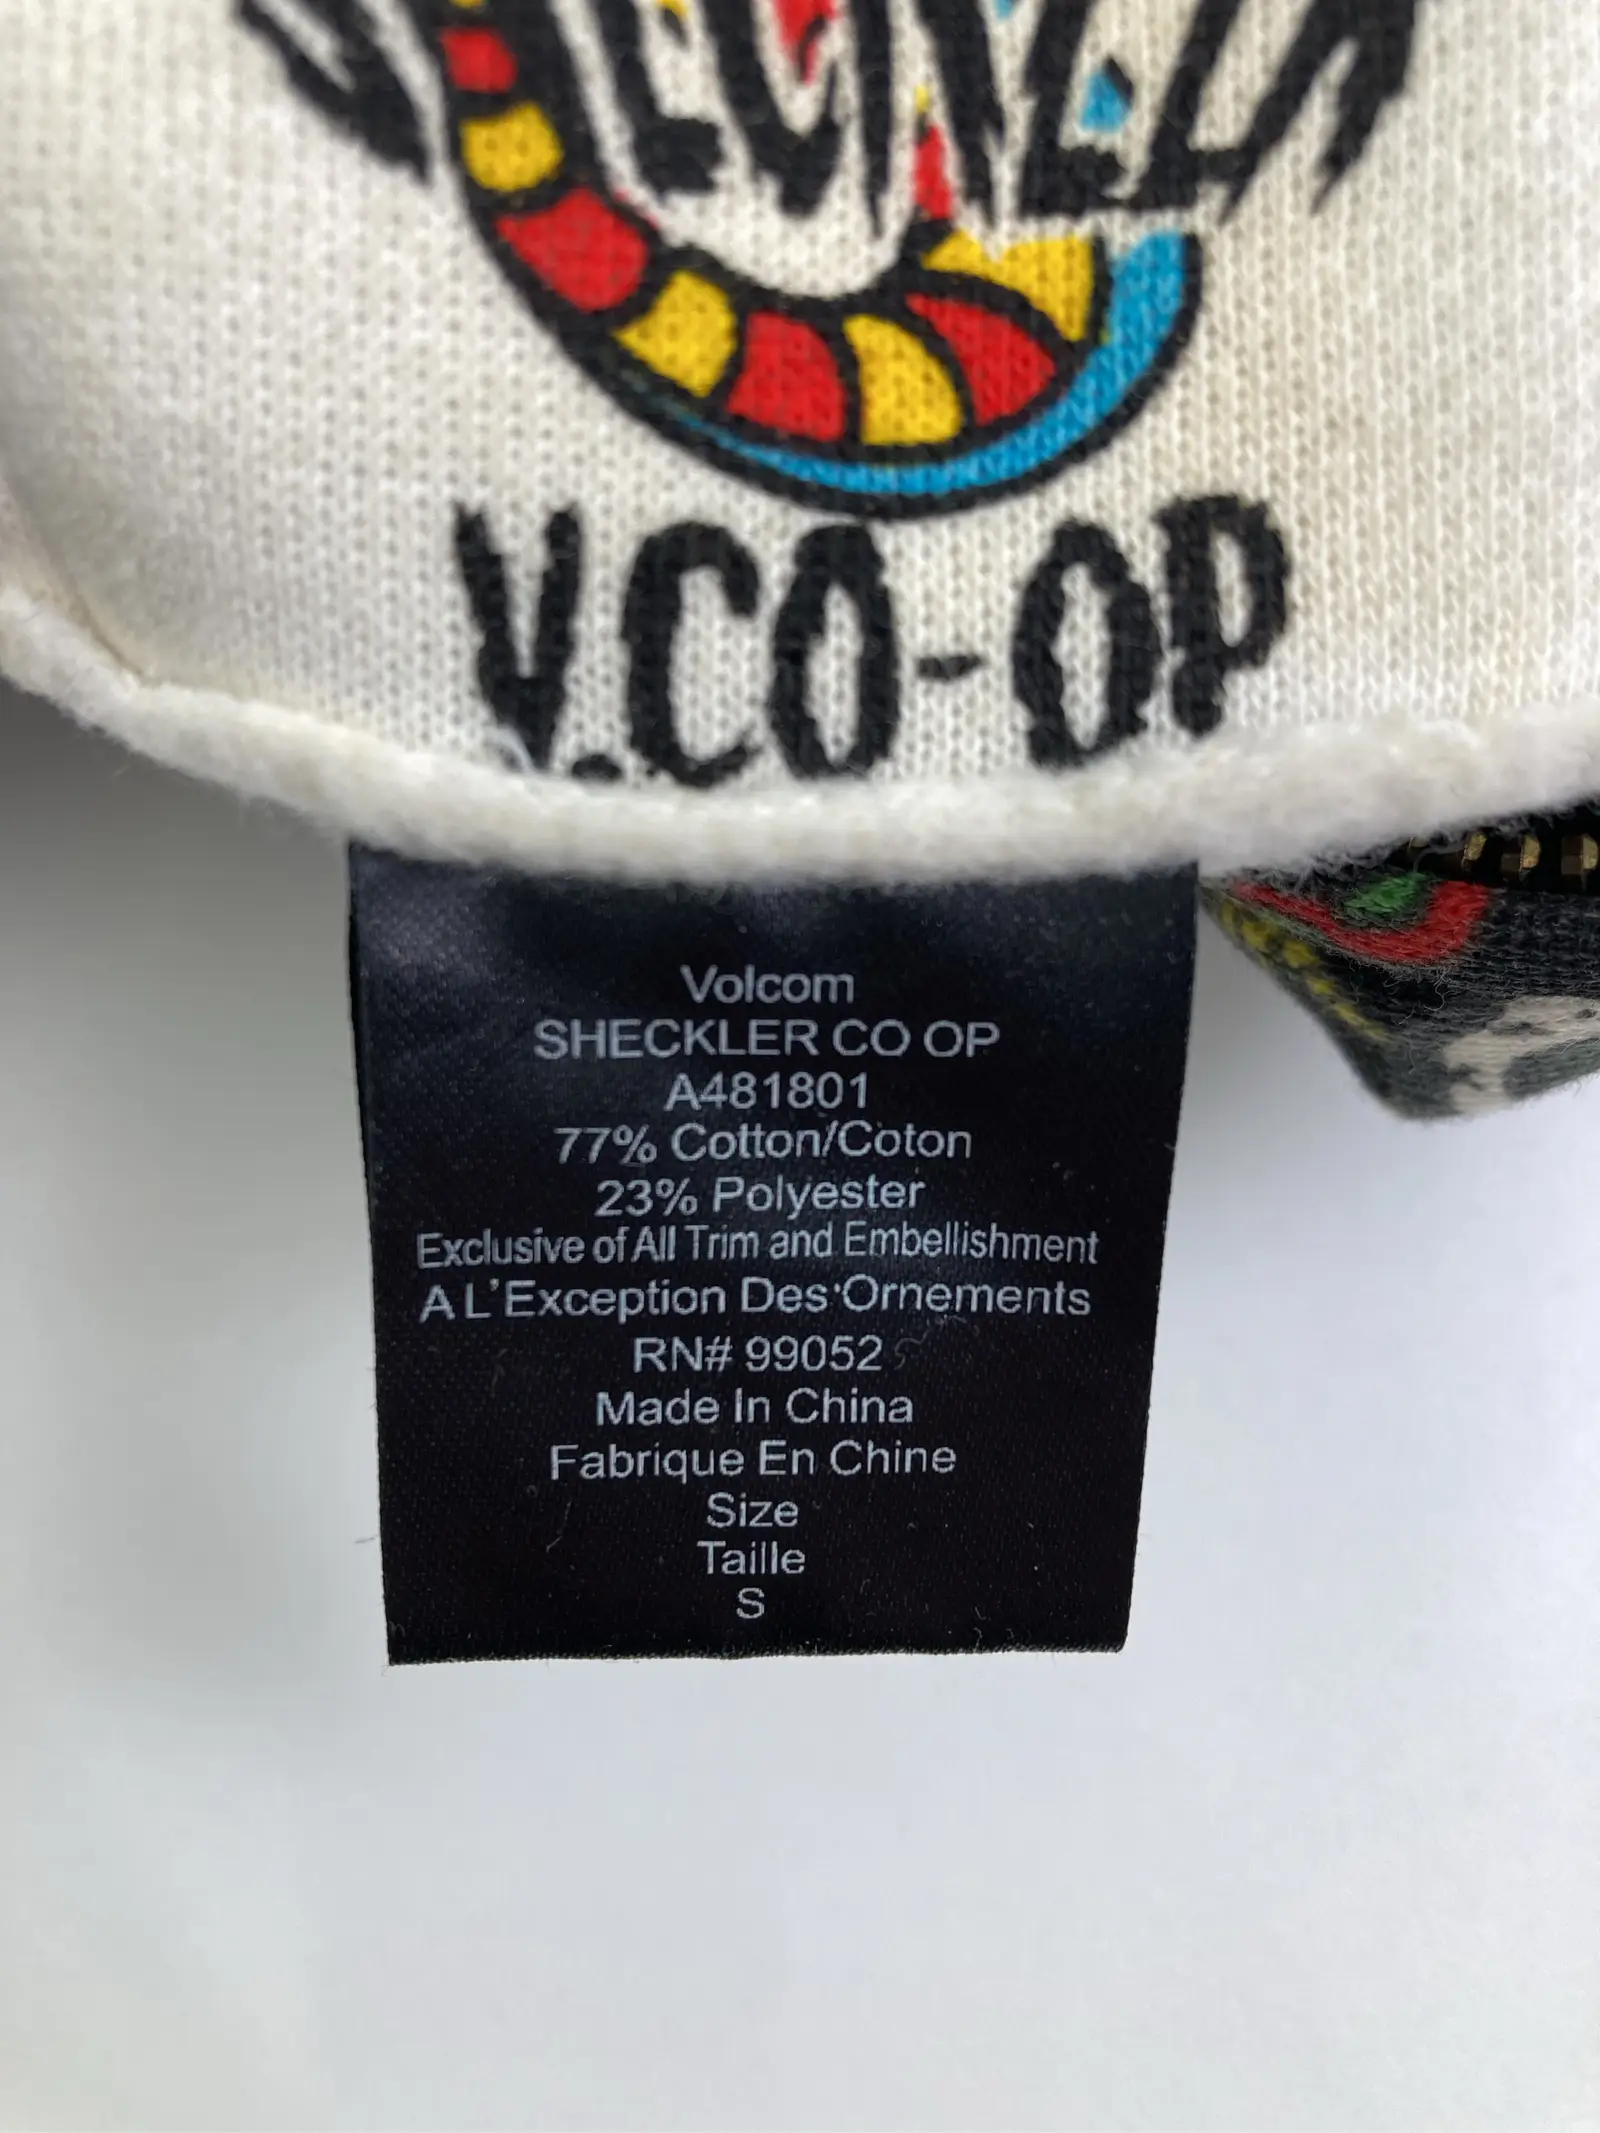 V.CO-OP
Volcom
SHECKLER CO OP
A481801
77% Cotton/Coton
23% Polyester
Exclusive of All Trim and Embellishment
A L'Exception Des Ornements
RN# 99052
Made In China
Fabrique En Chine
Size
Taille
S